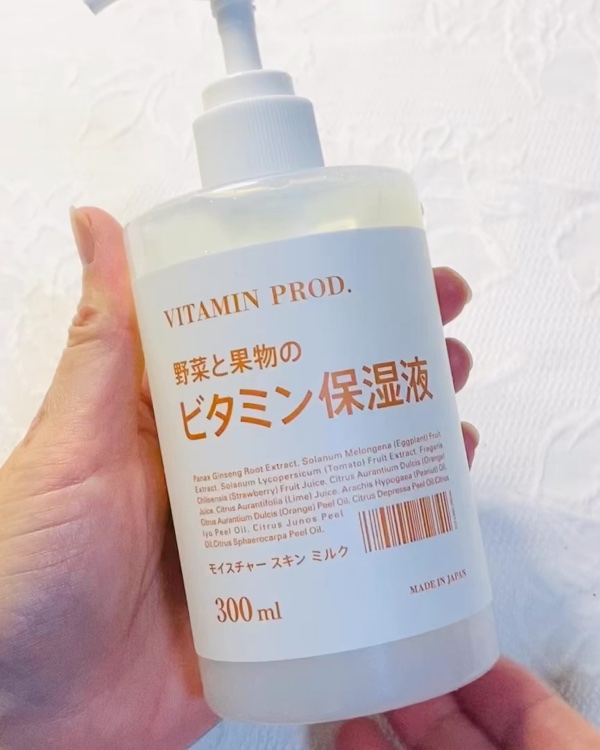 VITAMIN PROD.
野菜と果物の
ビタミン保湿液
Panax Ginseng Root Extract. Solanum Melongena (Eggplant) Fruit
Extract. Solanum Lycopersicum (Tomato) Fruit Extract. Fragaria
Chiloensis (Strawberry) Fruit Juice. Citrus Aurantium Dulcis (Orange)
Juice. Citrus Aurantifolia (Lime) Juice. Arachis Hypogaea (Peanut) Oil.
Citrus Aurantium Dulcis (Orange) Peel Oil. Citrus Depressa Peel Oil.Citrus
Iyo Peel Oil. Citrus Junos Peel
Oil.Citrus Sphaerocarpa Peel Oil.
モイスチャー スキン ミルク
300 ml
MADE IN JAPAN